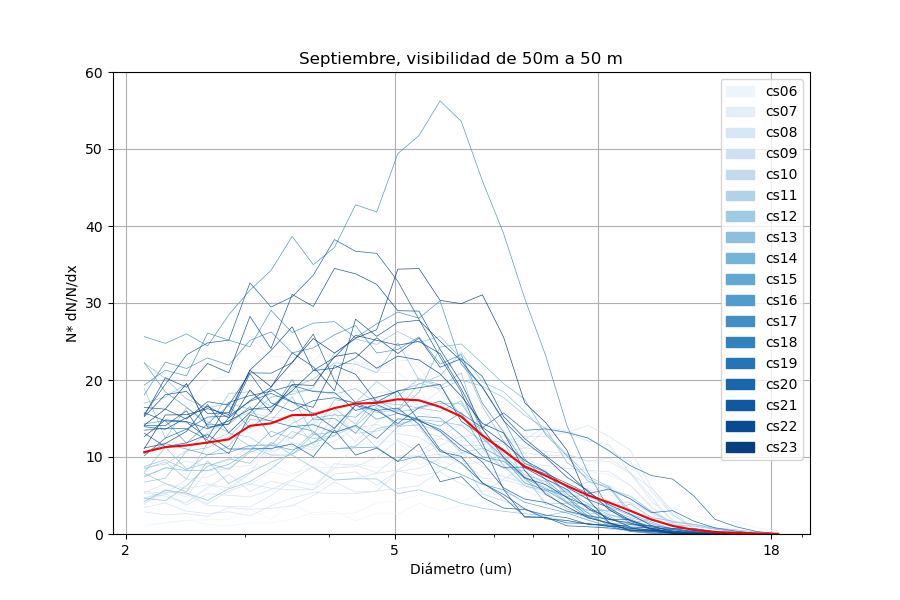 Septiembre, visibilidad de 50m a 50 m
60
50
40
30
20
10
0
N* dN/N/dx
2
5
10
18
Diámetro (um)
cs06
cs07
cs08
cs09
cs10
cs11
cs12
cs13
cs14
cs15
cs16
cs17
cs18
cs19
cs20
cs21
cs22
cs23